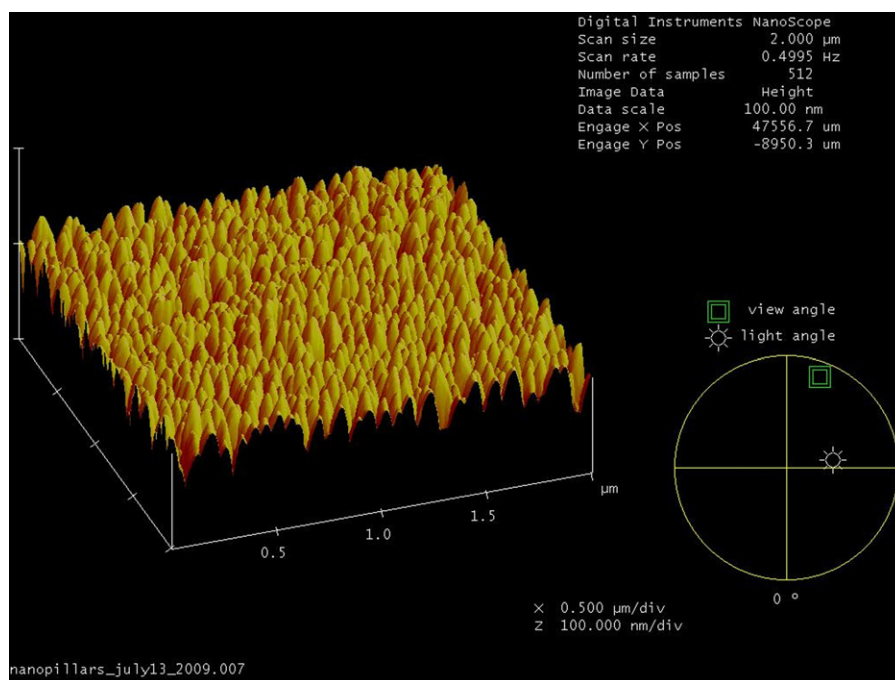 Digital Instruments NanoScope
Scan size 2.000 µm
Scan rate 0.4995 Hz
Number of samples 512
Image Data Height
Data scale 100.00 nm
Engage X Pos 47556.7 um
Engage Y Pos -8950.3 um
view angle
light angle
µm
1.5
1.0
0.5
0 °
X 0.500 µm/div
Z 100.000 nm/div
nanopillars_july13_2009.007